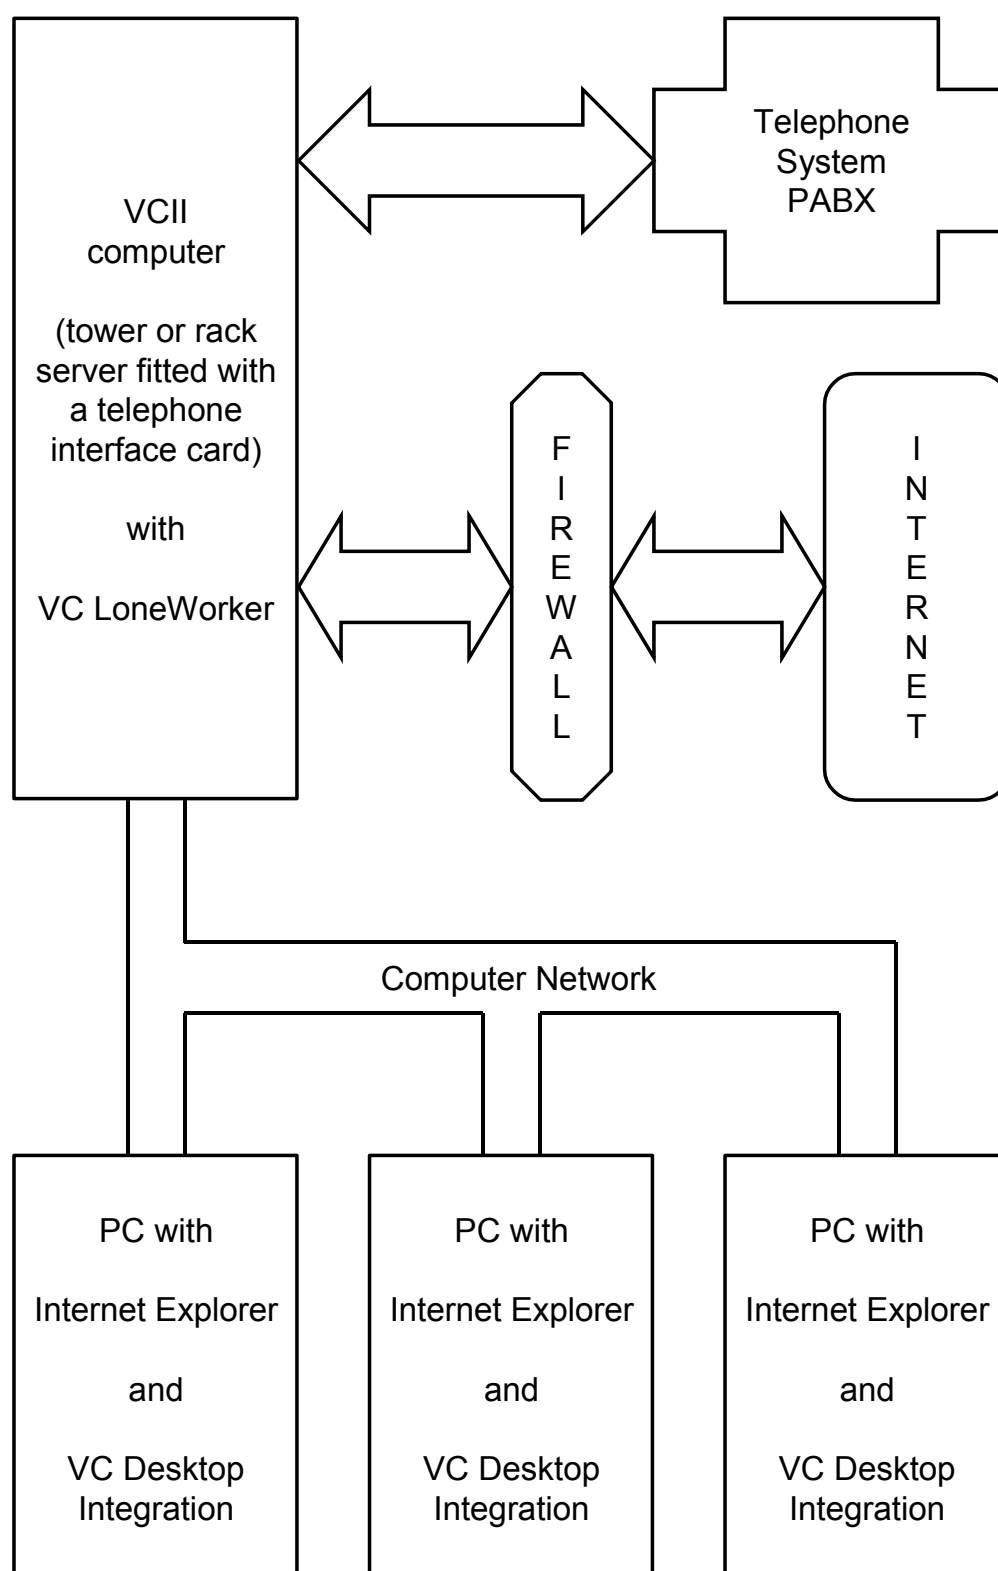 VCII
computer
(tower or rack
server fitted with
a telephone
interface card)
with
VC LoneWorker
Telephone
System
PABX
F
I
R
E
W
A
L
L
I
N
T
E
R
N
E
T
Computer Network
PC with
Internet Explorer
and
VC Desktop
Integration
PC with
Internet Explorer
and
VC Desktop
Integration
PC with
Internet Explorer
and
VC Desktop
Integration